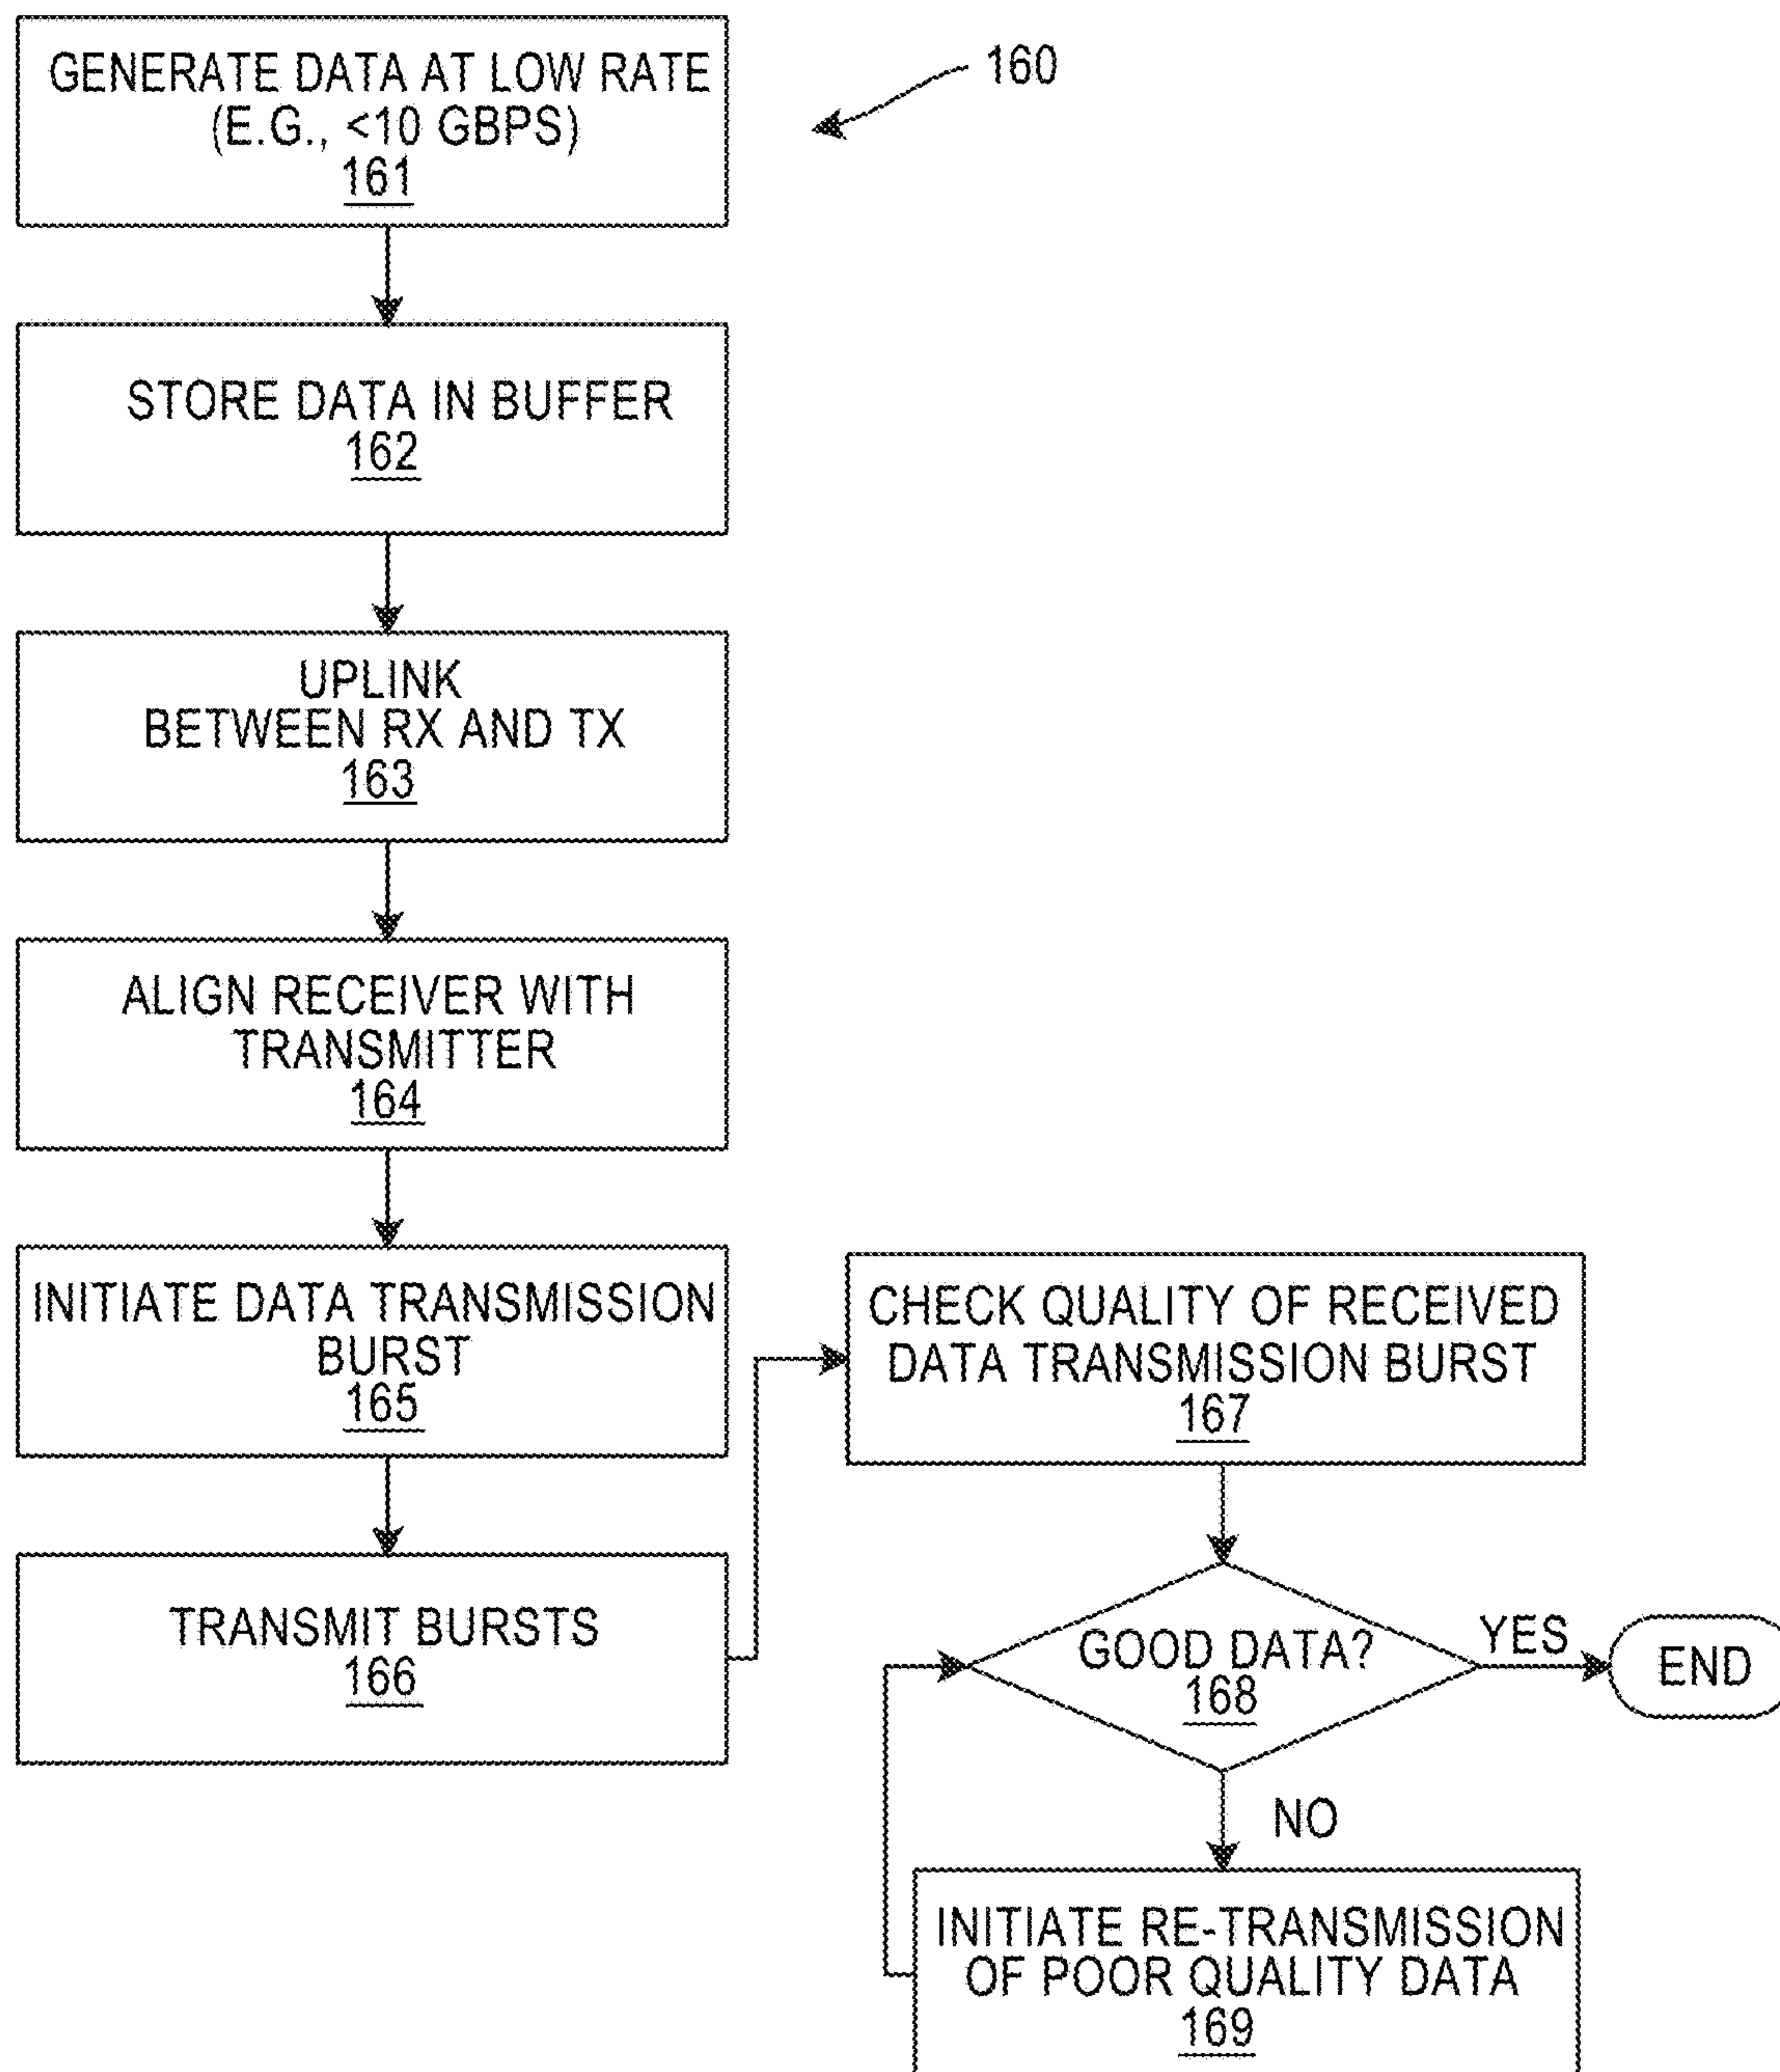 GENERATE DATA AT LOW RATE
(E.G., <10 GBPS)
161
160
STORE DATA IN BUFFER
162
UPLINK
BETWEEN RX AND TX
163
ALIGN RECEIVER WITH
TRANSMITTER
164
INITIATE DATA TRANSMISSION
BURST
165
TRANSMIT BURSTS
166
CHECK QUALITY OF RECEIVED
DATA TRANSMISSION BURST
167
GOOD DATA?
168
YES
END
NO
INITIATE RE-TRANSMISSION
OF POOR QUALITY DATA
169